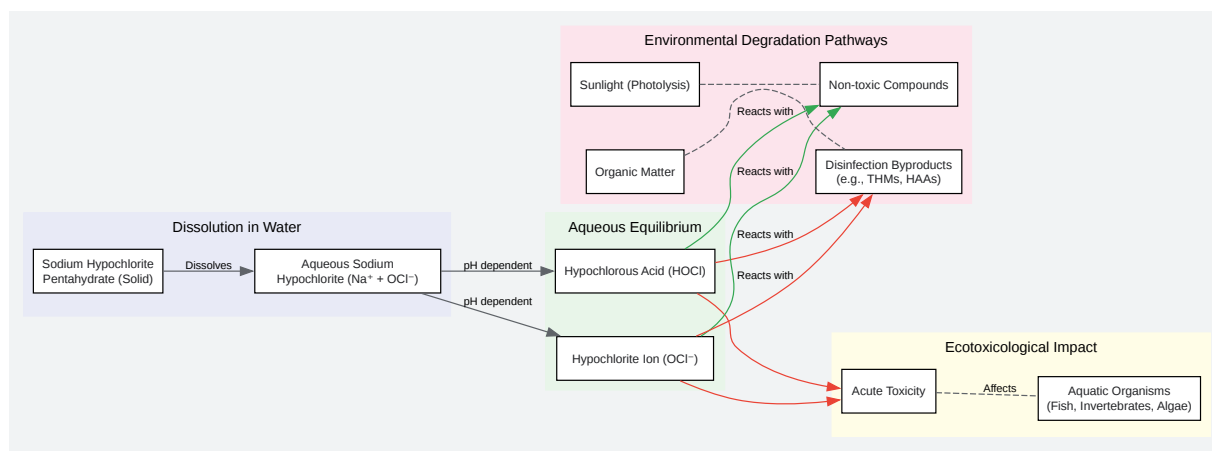 Environmental Degradation Pathways
Sunlight (Photolysis)
Non-toxic Compounds
Reacts with
Organic Matter
Reacts with
Disinfection Byproducts
(e.g., THMs, HAAs)
Dissolution in Water
Aqueous Equilibrium
Reacts with
Sodium Hypochlorite
Pentahydrate (Solid)
Dissolves
Aqueous Sodium
Hypochlorite (Na⁺ + OCl⁻)
pH dependent
Hypochlorous Acid (HOCl)
Reacts with
pH dependent
Hypochlorite Ion (OCl⁻)
Ecotoxicological Impact
Acute Toxicity
Affects
Aquatic Organisms
(Fish, Invertebrates, Algae)